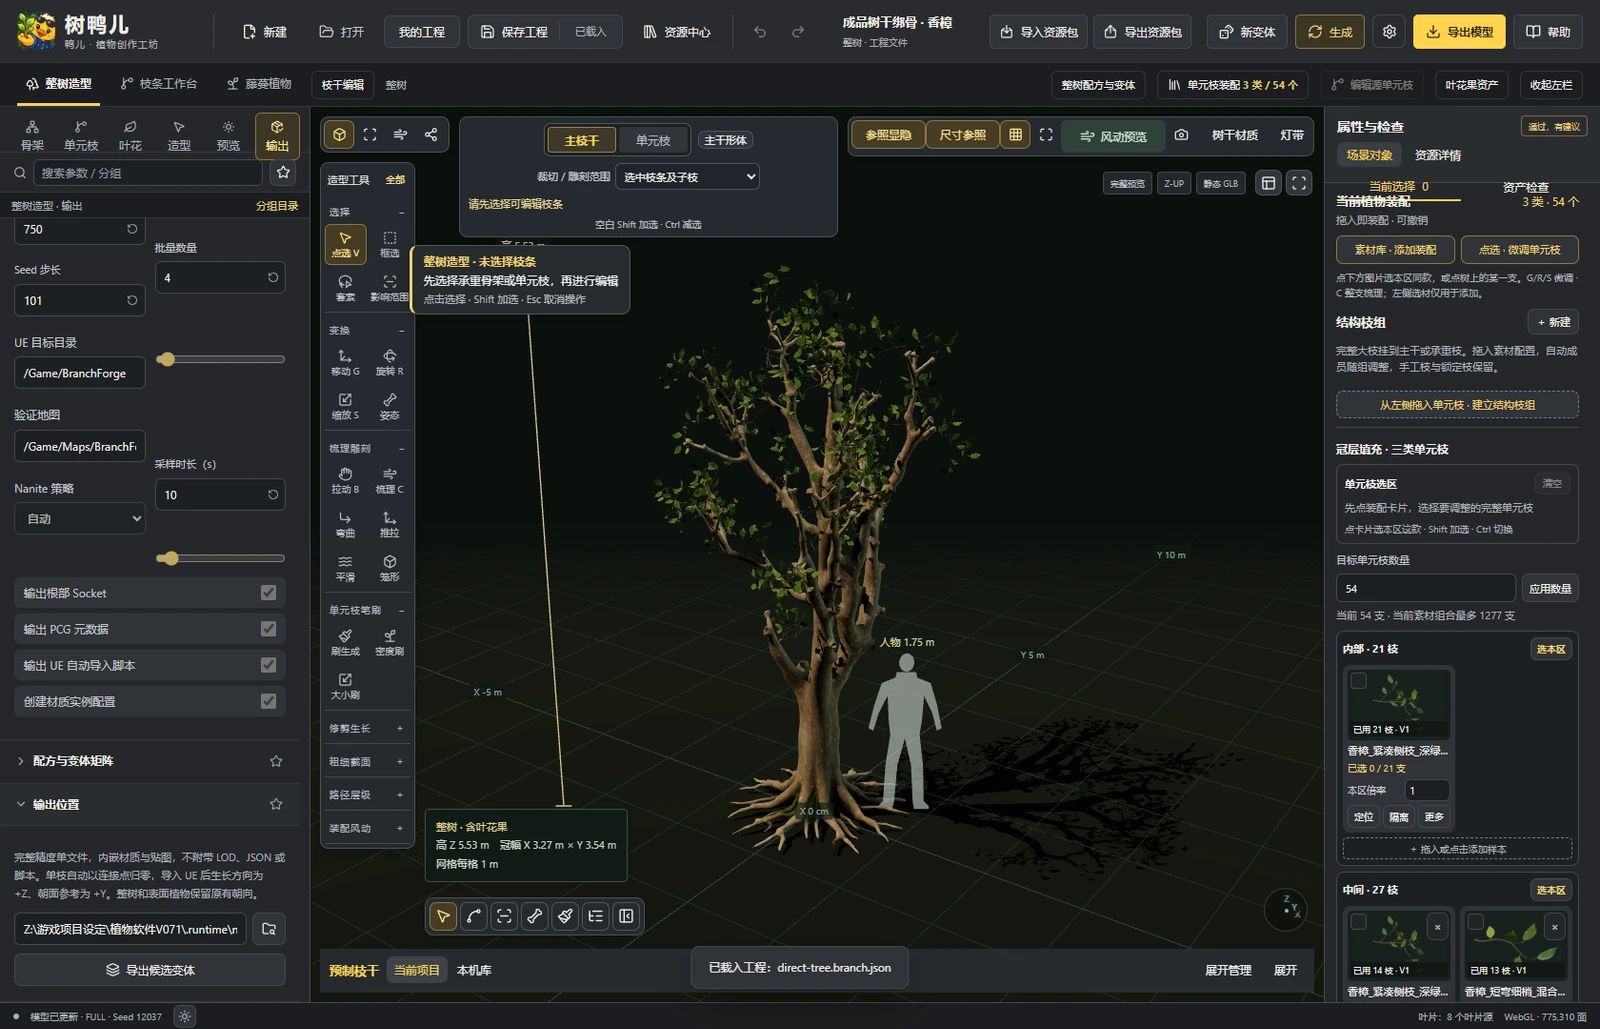 树鸭儿
鸭儿 · 植物创作工坊
新建
打开
我的工程
保存工程
已载入
资源中心
成品树干绑骨 · 香樟
整树 · 工程文件
导入资源包
导出资源包
新变体
生成
导出模型
帮助
整树造型
枝条工作台
藤蔓植物
枝干编辑
整树
整树配方与变体
单元枝装配 3 类 / 54 个
编辑源单元枝
叶花果资产
收起左栏
骨架
单元枝
叶花
造型
预览
输出
搜索参数 / 分组
整树造型 · 输出
分组目录
750
批量数量
4
Seed 步长
101
UE 目标目录
/Game/BranchForge
验证地图
/Game/Maps/BranchF
采样时长（s）
10
Nanite 策略
自动
输出根部 Socket
输出 PCG 元数据
输出 UE 自动导入脚本
创建材质实例配置
配方与变体矩阵
输出位置
完整精度单文件，内嵌材质与贴图，不附带 LOD、JSON 或
脚本。单枝自动以连接点归零，导入 UE 后生长方向为
+Z、朝面参考为 +Y。整树和表面植物保留原有朝向。
Z:\游戏项目设定\植物软件V071\.runtime\n
导出候选变体
模型已更新 · FULL · Seed 12037
造型工具
全部
选择
点选 V
框选
套索
影响范围
变换
移动 G
旋转 R
缩放 S
姿态
梳理雕刻
拉动 B
梳理 C
弯曲
推拉
平滑
笼形
单元枝笔刷
刷生成
密度刷
大小刷
修剪生长
粗细截面
路径层级
装配风动
主枝干
单元枝
主干形体
裁切 / 雕刻范围
选中枝条及子枝
请先选择可编辑枝条
空白 Shift 加选 · Ctrl 减选
整树造型 · 未选择枝条
先选择承重骨架或单元枝，再进行编辑
点击选择 · Shift 加选 · Esc 取消操作
参照显隐
尺寸参照
风动预览
树干材质
灯带
完整预览
Z-UP
静态 GLB
Y 10 m
Y 5 m
X -5 m
X 0 cm
人物 1.75 m
整树 · 含叶花果
高 Z 5.53 m 冠幅 X 3.27 m × Y 3.54 m
网格每格 1 m
Z
Y
X
预制枝干
当前项目
本机库
已载入工程：direct-tree.branch.json
展开管理
展开
属性与检查
通过，有建议
场景对象
资源详情
当前选择 0
资产检查
当前植物装配
3 类 · 54 个
拖入即装配 · 可撤销
素材库 · 添加装配
点选 · 微调单元枝
点下方图片选本区同款，或点树上的某一支。G/R/S 微调 ·
C 整支梳理；左侧选材仅用于添加。
结构枝组
+ 新建
完整大枝挂到主干或承重枝。拖入素材配置，自动成
员随组调整，手工枝与锁定枝保留。
从左侧拖入单元枝 · 建立结构枝组
冠层填充 · 三类单元枝
单元枝选区
清空
先点装配卡片，选择要调整的完整单元枝
点卡片选本区这款 · Shift 加选 · Ctrl 切换
目标单元枝数量
54
应用数量
当前 54 支 · 当前素材组合最多 1277 支
内部 · 21 枝
选本区
已用 21 枝 · V1
香樟_紧凑侧枝_深绿...
已选 0 / 21 支
本区倍率
1
定位
隔离
更多
+ 拖入或点击添加样本
中间 · 27 枝
选本区
已用 14 枝 · V1
已用 13 枝 · V1
香樟_紧凑侧枝_深绿...
香樟_短弯细梢_混合...
叶片：8 个叶片源
WebGL · 775,310 面